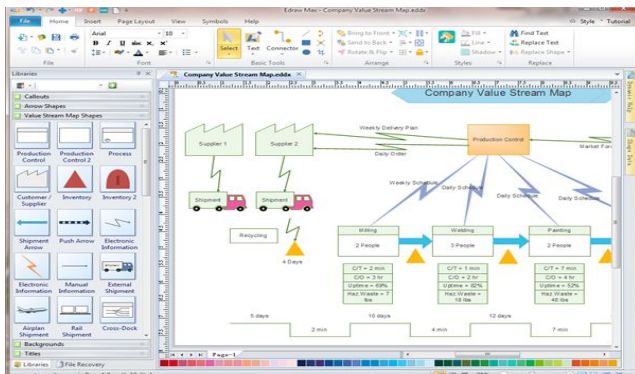 Edraw Max - Company Value Stream Map.eddx
File Home Insert Page Layout View Symbols Help Style Tutorial
Arial 10
Select Text Connector
Bring to Front
Send to Back
Rotate & Flip
Fill
Line
Shadow
Find Text
Replace Text
Replace Shape
File Font Basic Tools Arrange Styles Replace
Libraries
Callouts
Arrow Shapes
Value Stream Map Shapes
Production Control
Production Control 2
Process
Customer / Supplier
Inventory
Inventory 2
Shipment Arrow
Push Arrow
Electronic Information
Electronic Information
Manual Information
External Shipment
Airplan Shipment
Rail Shipment
Cross-Dock
Backgrounds
Titles
Libraries File Recovery
Company Value Stream Map.eddx
Company Value Stream Map
Supplier 1
Supplier 2
Weekly Delivery Plan
Daily Order
Production Control
Market
Shipment
Shipment
Recycling
4 Days
Weekly Schedule
Daily Schedule
Daily Schedule
Daily Schedule
Milling
2 People
Welding
3 People
Painting
2 People
C/T = 2 min
C/O = 3 hr
Uptime = 69%
Haz Waste = 7 lbs
C/T = 1 min
C/O = 2 hr
Uptime = 82%
Haz Waste = 10 lbs
C/T = 7 min
C/O = 4 hr
Uptime = 52%
5 days
2 min
10 days
4 min
12 days
7 min
Page-1